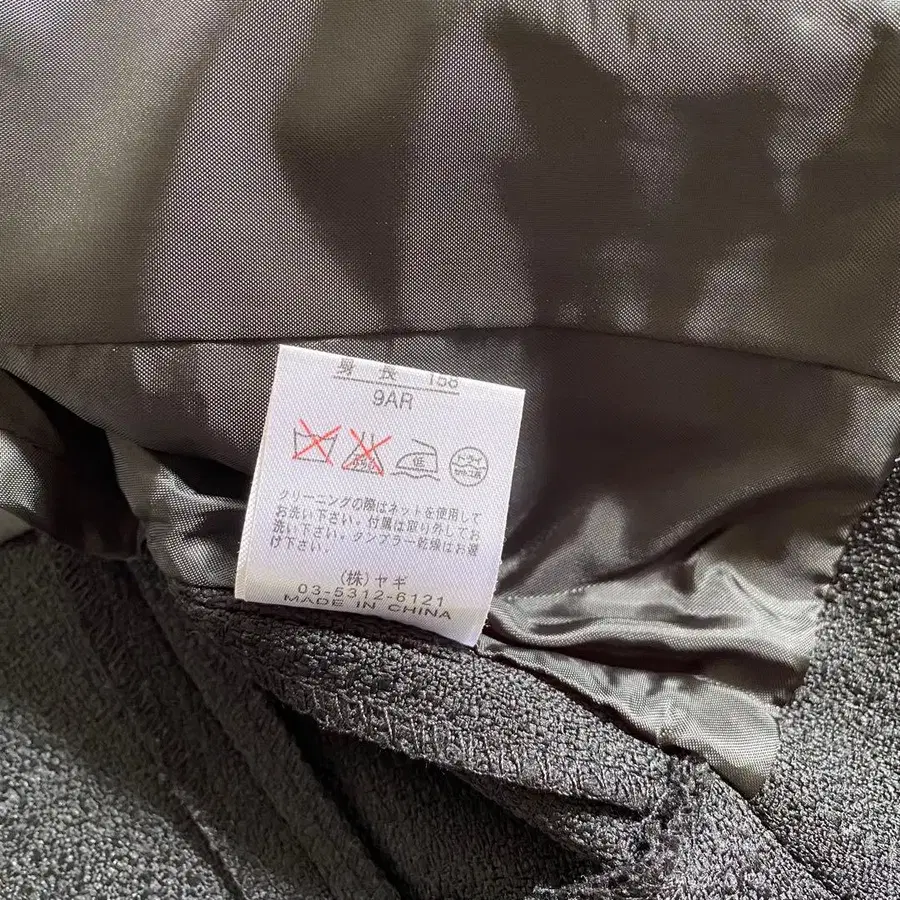 身長 158
9AR
低
クリーニングの際はネットを使用して
お洗い下さい。付属は取り外してお
洗い下さい。タンブラー乾燥はお避
け下さい。
(株)ヤギ
03-5312-6121
MADE IN CHINA